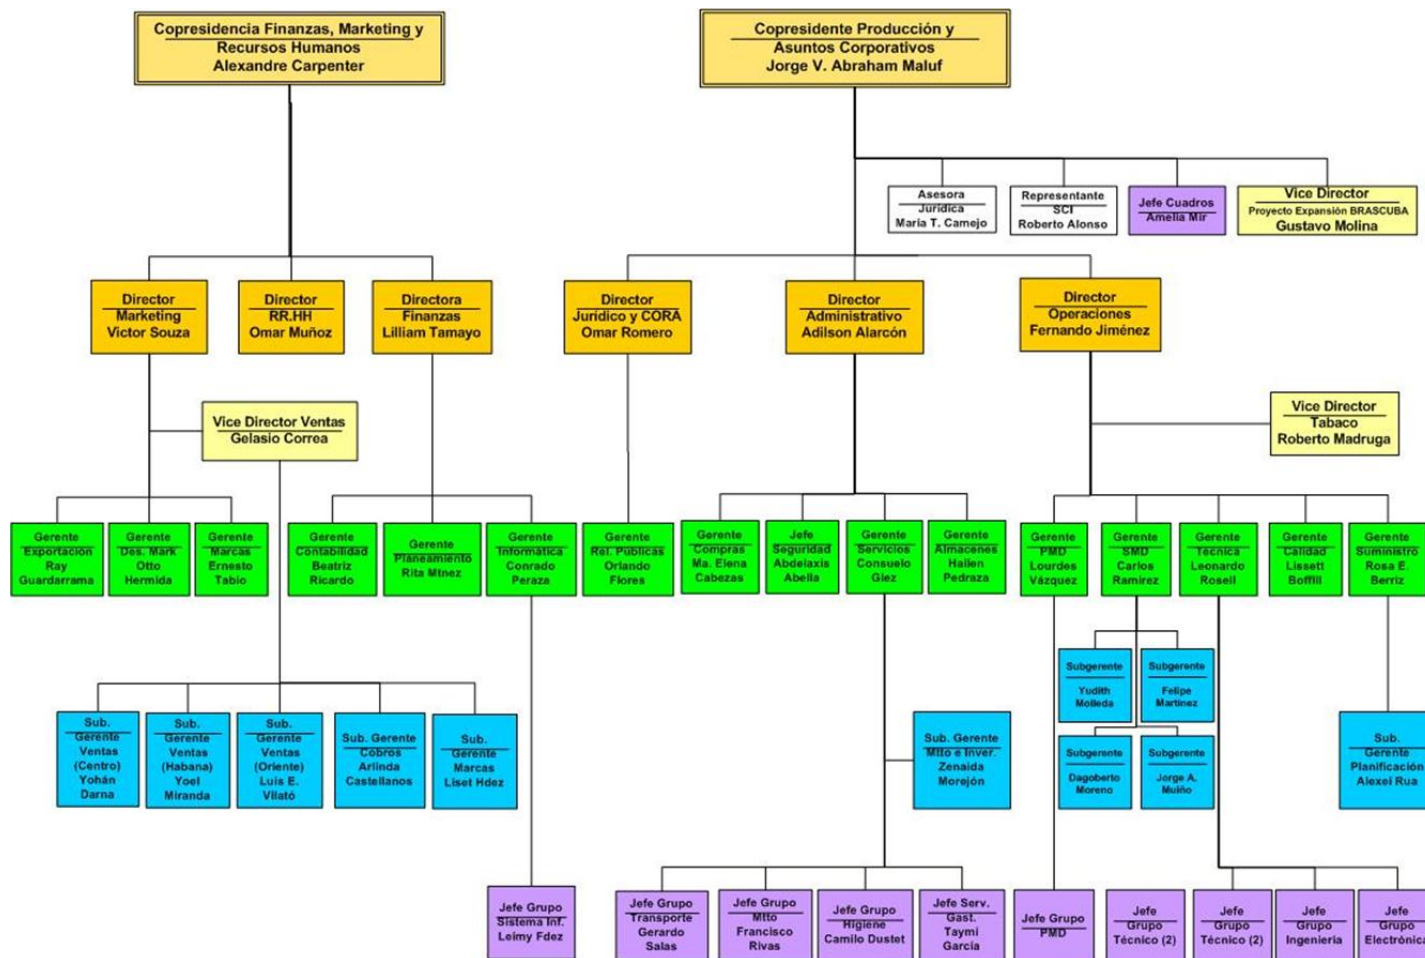 Copresidencia Finanzas, Marketing y
Recursos Humanos
Alexandre Carpenter
Copresidente Producción y
Asuntos Corporativos
Jorge V. Abraham Maluf
Asesora
Jurídica
María T. Camejo
Representante
SCI
Roberto Alonso
Jefe Cuadros
Amelia Mir
Vice Director
Proyecto Expansión BRASCUBA
Gustavo Molina
Director
Marketing
Victor Souza
Director
RR.HH
Omar Muñoz
Directora
Finanzas
Lilliam Tamayo
Director
Jurídico y CORA
Omar Romero
Director
Administrativo
Adilson Alarcón
Director
Operaciones
Fernando Jiménez
Vice Director Ventas
Gelasio Correa
Vice Director
Tabaco
Roberto Madruga
Gerente
Exportación
Ray
Guardarrama
Gerente
Des. Mark
Otto
Hermida
Gerente
Marcas
Ernesto
Tabio
Gerente
Contabilidad
Beatriz
Ricardo
Gerente
Planeamiento
Rita Mtnez
Gerente
Informática
Conrado
Peraza
Gerente
Rel. Públicas
Orlando
Flores
Gerente
Compras
Ma. Elena
Cabezas
Jefe
Seguridad
Abdelaxis
Abella
Gerente
Servicios
Consuelo
Glez
Gerente
Almacenes
Hailen
Pedraza
Gerente
PMD
Lourdes
Vázquez
Gerente
SMD
Carlos
Ramirez
Gerente
Técnica
Leonardo
Rosell
Gerente
Calidad
Lissett
Boffill
Gerente
Suministro
Rosa E.
Berriz
Subgerente
Yudith
Molleda
Subgerente
Felipe
Martinez
Sub.
Gerente
Ventas
(Centro)
Yohán
Darna
Sub.
Gerente
Ventas
(Habana)
Yoel
Miranda
Sub.
Gerente
Ventas
(Oriente)
Luis E.
Vilató
Sub. Gerente
Cobros
Arlinda
Castellanos
Sub.
Gerente
Marcas
Liset Hdez
Sub. Gerente
Mtto e Inver.
Zenaida
Morejón
Subgerente
Dagoberto
Moreno
Subgerente
Jorge A.
Muiño
Sub.
Gerente
Planificación
Alexei Rua
Jefe Grupo
Sistema Inf.
Leimy Fdez
Jefe Grupo
Transporte
Gerardo
Salas
Jefe Grupo
Mtto
Francisco
Rivas
Jefe Grupo
Higiene
Camilo Dustet
Jefe Serv.
Gast.
Taymi
García
Jefe Grupo
PMD
Jefe
Grupo
Técnico (2)
Jefe
Grupo
Técnico (2)
Jefe
Grupo
Ingeniería
Jefe
Grupo
Electrónica